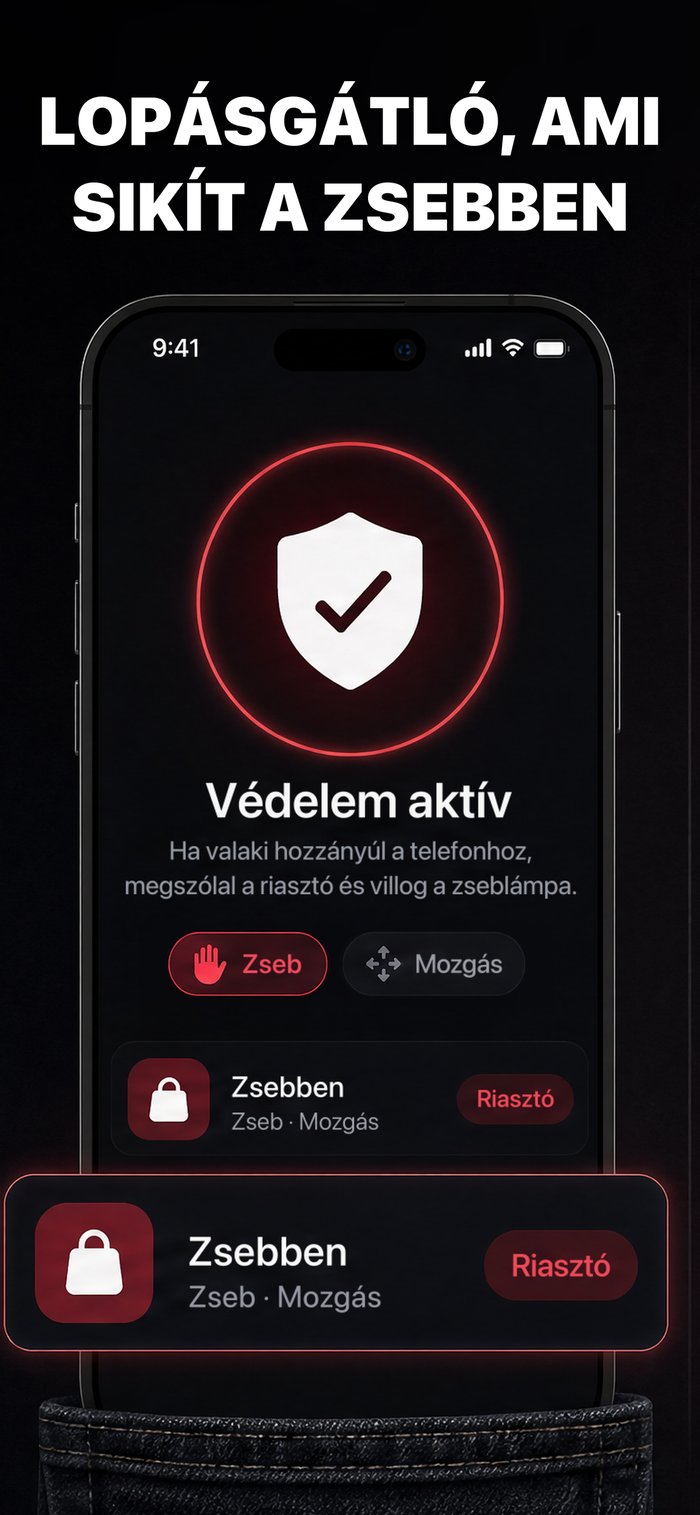 LOPÁSGÁTLÓ, AMI
SIKÍT A ZSEBBEN
9:41
Védelem aktív
Ha valaki hozzányúl a telefonhoz,
megszólal a riasztó és villog a zseblámpa.
Zseb
Mozgás
Zsebben
Zseb · Mozgás
Riasztó
Zsebben
Zseb · Mozgás
Riasztó